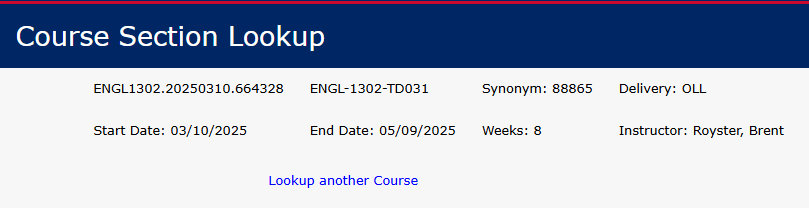 Course Section Lookup
ENGL1302.20250310.664328 ENGL-1302-TD031 Synonym: 88865 Delivery: OLL
Start Date: 03/10/2025 End Date: 05/09/2025 Weeks: 8 Instructor: Royster, Brent
Lookup another Course